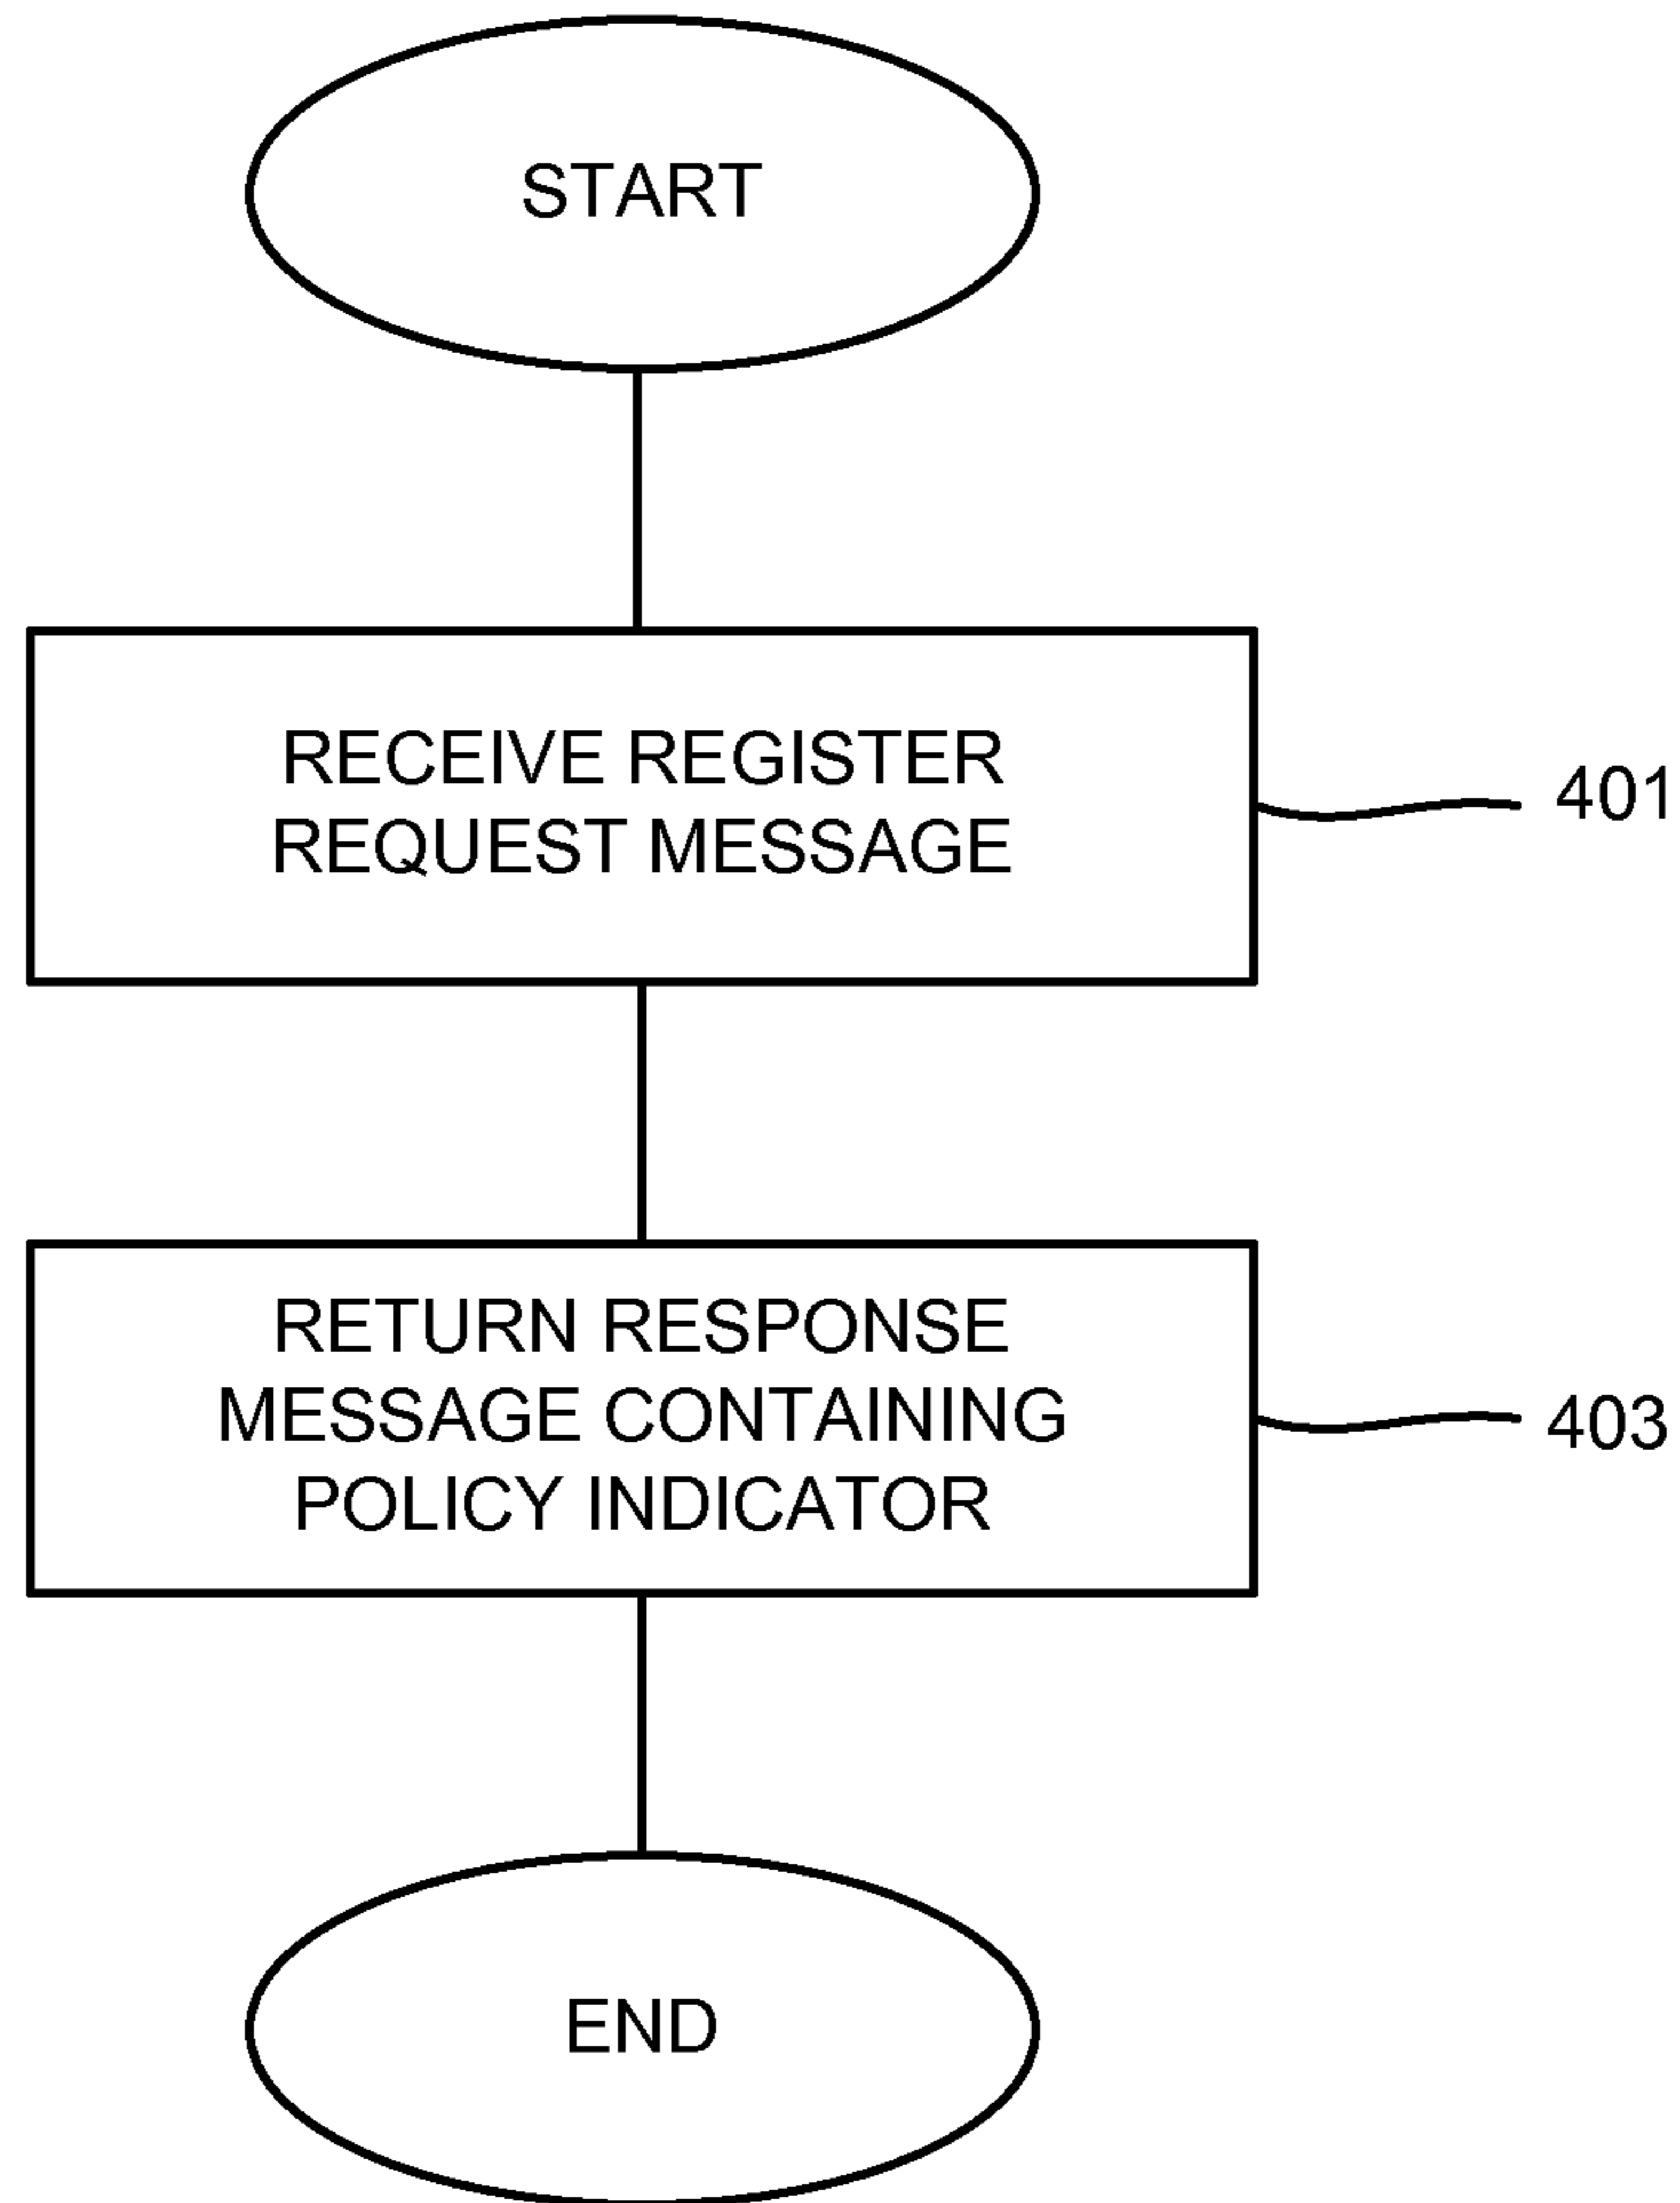 START
RECEIVE REGISTER
REQUEST MESSAGE
401
RETURN RESPONSE
MESSAGE CONTAINING
POLICY INDICATOR
403
END